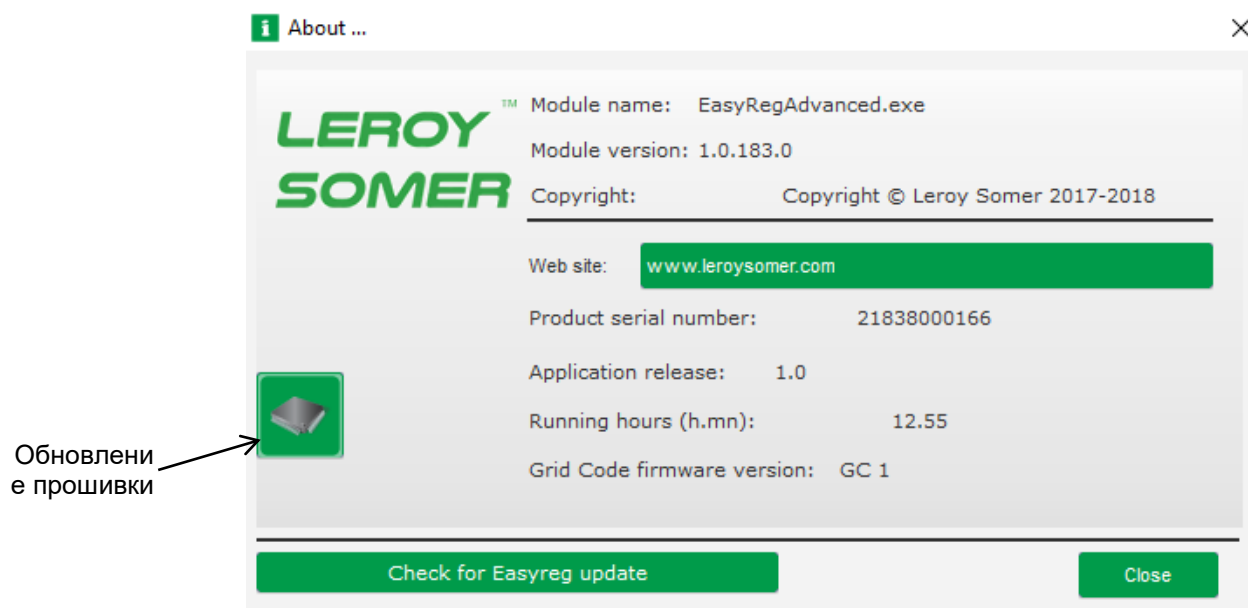 About ...
LEROY™
SOMER
Module name: EasyRegAdvanced.exe
Module version: 1.0.183.0
Copyright: Copyright © Leroy Somer 2017-2018
Web site: www.leroysomer.com
Product serial number: 21838000166
Application release: 1.0
Running hours (h.mn): 12.55
Grid Code firmware version: GC 1
Обновлени
е прошивки
Check for Easyreg update
Close